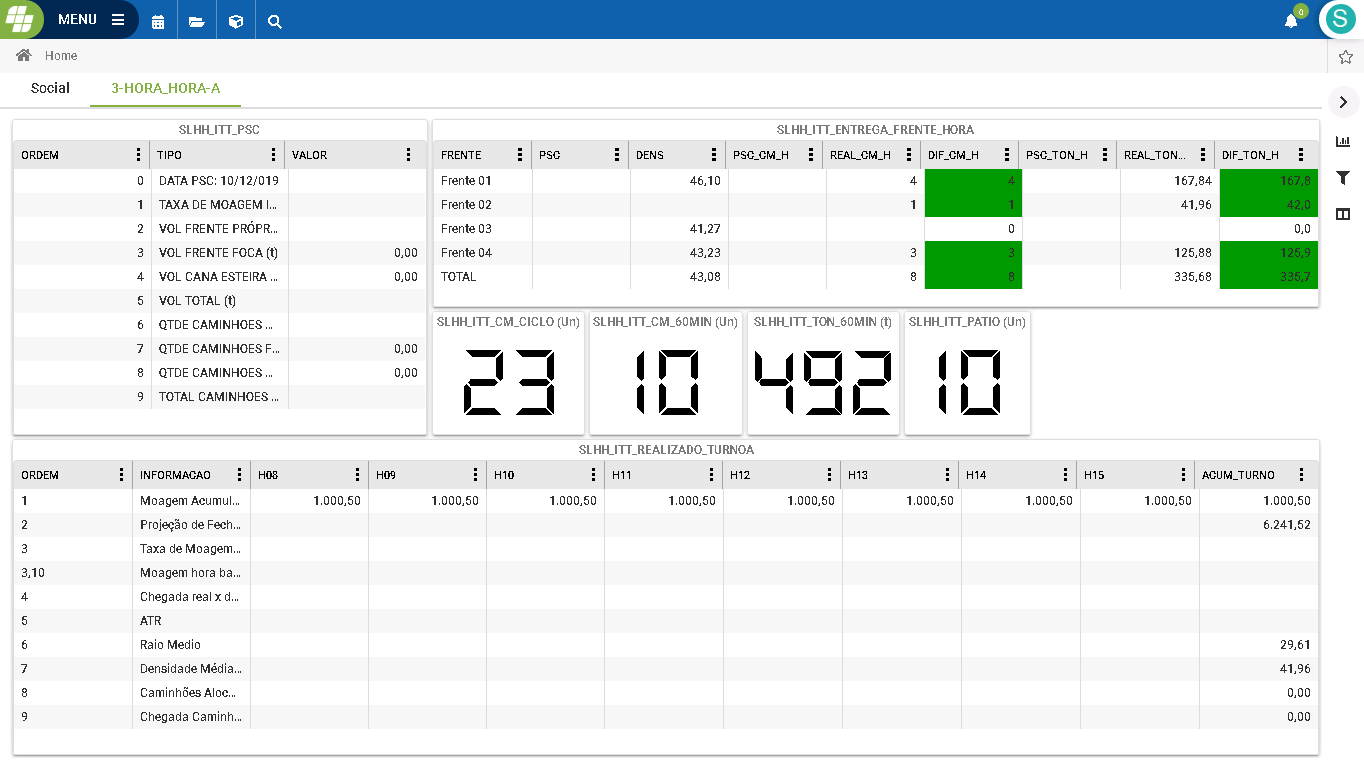 MENU
0
S
Home
Social 3-HORA_HORA-A
SLHH_ITT_PSC
ORDEM TIPO VALOR
0 DATA PSC: 10/12/019
1 TAXA DE MOAGEM I...
2 VOL FRENTE PRÓPR...
3 VOL FRENTE FOCA (t) 0,00
4 VOL CANA ESTEIRA ... 0,00
5 VOL TOTAL (t)
6 QTDE CAMINHOES ...
7 QTDE CAMINHOES F... 0,00
8 QTDE CAMINHOES ... 0,00
9 TOTAL CAMINHOES ...
SLHH_ITT_ENTREGA_FRENTE_HORA
FRENTE PSC DENS PSC_CM_H REAL_CM_H DIF_CM_H PSC_TON_H REAL_TON... DIF_TON_H
Frente 01 46,10 4 4 167,84 167,8
Frente 02 1 1 41,96 42,0
Frente 03 41,27 0 0,0
Frente 04 43,23 3 3 125,88 125,9
TOTAL 43,08 8 8 335,68 335,7
SLHH_ITT_CM_CICLO (Un) SLHH_ITT_CM_60MIN (Un) SLHH_ITT_TON_60MIN (t) SLHH_ITT_PATIO (Un)
23 10 492 10
SLHH_ITT_REALIZADO_TURNOA
ORDEM INFORMACAO H08 H09 H10 H11 H12 H13 H14 H15 ACUM_TURNO
1 Moagem Acumul... 1.000,50 1.000,50 1.000,50 1.000,50 1.000,50 1.000,50 1.000,50 1.000,50 1.000,50
2 Projeção de Fech... 6.241,52
3 Taxa de Moagem...
3,10 Moagem hora ba...
4 Chegada real x d...
5 ATR
6 Raio Medio 29,61
7 Densidade Média... 41,96
8 Caminhões Aloc... 0,00
9 Chegada Caminh... 0,00